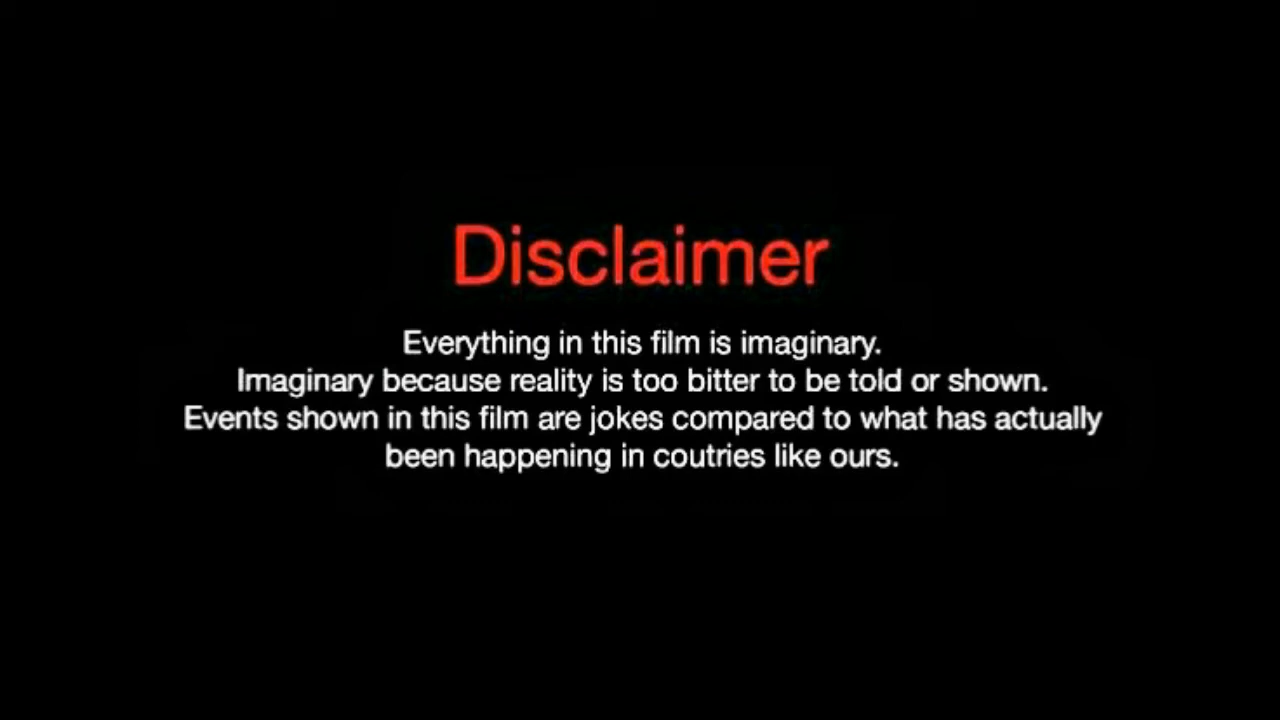 Disclaimer
Everything in this film is imaginary.
Imaginary because reality is too bitter to be told or shown.
Events shown in this film are jokes compared to what has actually
been happening in coutries like ours.